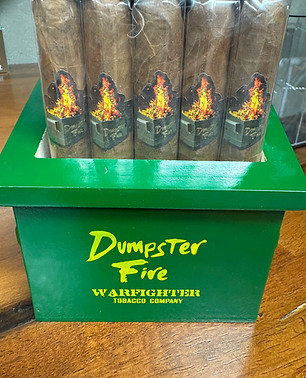 Dumpster
Fire
WARFIGHTER
TOBACCO COMPANY